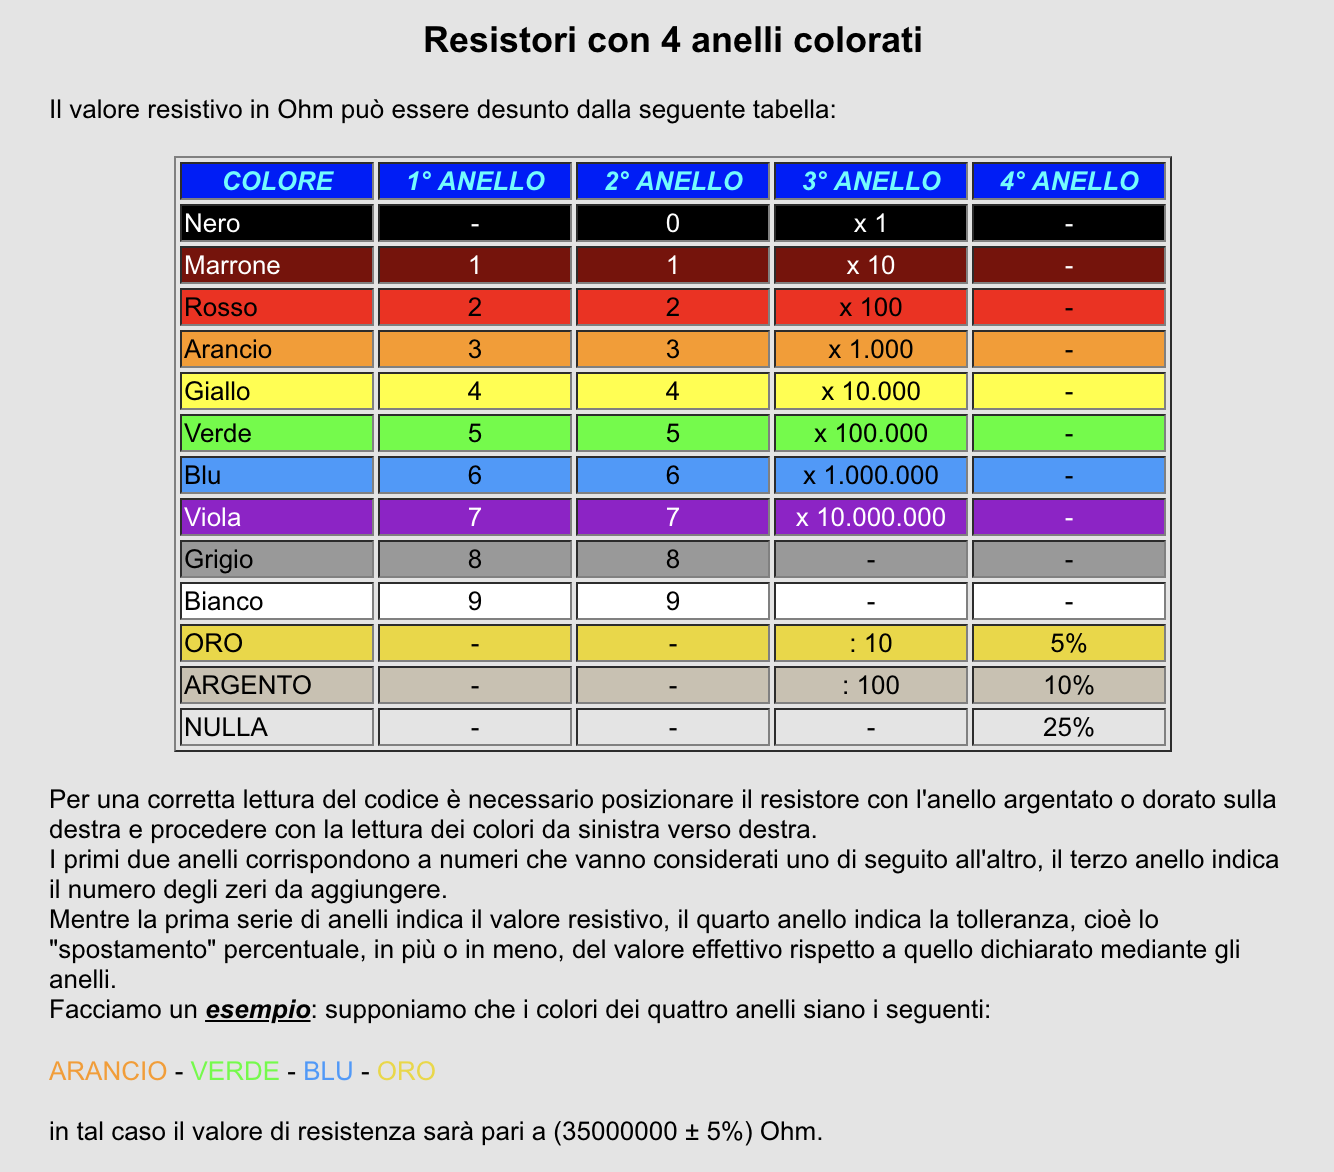 Resistori con 4 anelli colorati
Il valore resistivo in Ohm può essere desunto dalla seguente tabella:
COLORE 1° ANELLO 2° ANELLO 3° ANELLO 4° ANELLO
Nero - 0 x 1 -
Marrone 1 1 x 10 -
Rosso 2 2 x 100 -
Arancio 3 3 x 1.000 -
Giallo 4 4 x 10.000 -
Verde 5 5 x 100.000 -
Blu 6 6 x 1.000.000 -
Viola 7 7 x 10.000.000 -
Grigio 8 8 - -
Bianco 9 9 - -
ORO - - : 10 5%
ARGENTO - - : 100 10%
NULLA - - - 25%
Per una corretta lettura del codice è necessario posizionare il resistore con l'anello argentato o dorato sulla
destra e procedere con la lettura dei colori da sinistra verso destra.
I primi due anelli corrispondono a numeri che vanno considerati uno di seguito all'altro, il terzo anello indica
il numero degli zeri da aggiungere.
Mentre la prima serie di anelli indica il valore resistivo, il quarto anello indica la tolleranza, cioè lo
"spostamento" percentuale, in più o in meno, del valore effettivo rispetto a quello dichiarato mediante gli
anelli.
Facciamo un esempio: supponiamo che i colori dei quattro anelli siano i seguenti:
ARANCIO - VERDE - BLU - ORO
in tal caso il valore di resistenza sarà pari a (35000000 ± 5%) Ohm.